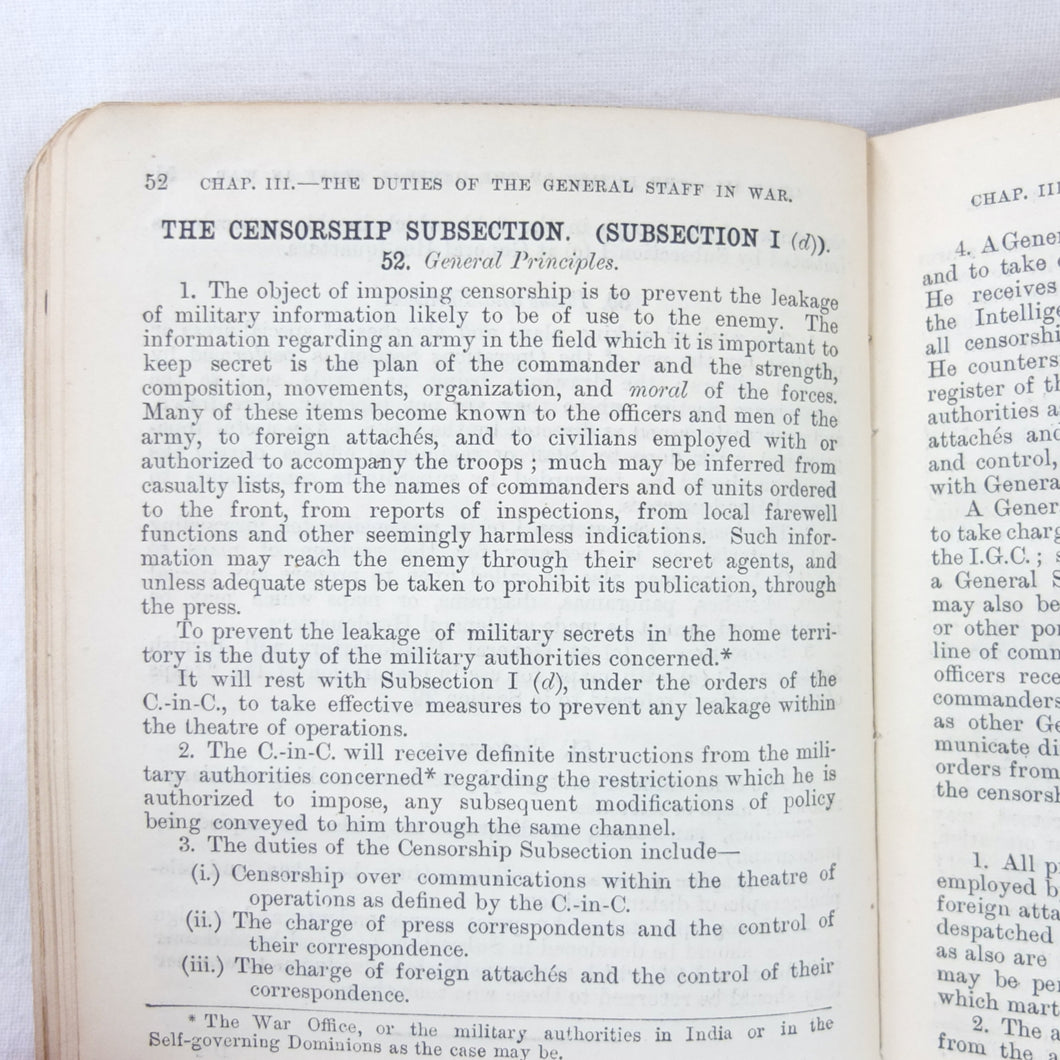 52 CHAP. III.—THE DUTIES OF THE GENERAL STAFF IN WAR.
THE CENSORSHIP SUBSECTION. (SUBSECTION I (d)).
52. General Principles.
1. The object of imposing censorship is to prevent the leakage
of military information likely to be of use to the enemy. The
information regarding an army in the field which it is important to
keep secret is the plan of the commander and the strength,
composition, movements, organization, and moral of the forces.
Many of these items become known to the officers and men of the
army, to foreign attachés, and to civilians employed with or
authorized to accompany the troops ; much may be inferred from
casualty lists, from the names of commanders and of units ordered
to the front, from reports of inspections, from local farewell
functions and other seemingly harmless indications. Such infor-
mation may reach the enemy through their secret agents, and
unless adequate steps be taken to prohibit its publication, through
the press.
To prevent the leakage of military secrets in the home terri-
tory is the duty of the military authorities concerned.*
It will rest with Subsection I (d), under the orders of the
C.-in-C., to take effective measures to prevent any leakage within
the theatre of operations.
2. The C.-in-C. will receive definite instructions from the mili-
tary authorities concerned* regarding the restrictions which he is
authorized to impose, any subsequent modifications of policy
being conveyed to him through the same channel.
3. The duties of the Censorship Subsection include—
(i.) Censorship over communications within the theatre of
operations as defined by the C.-in-C.
(ii.) The charge of press correspondents and the control of
their correspondence.
(iii.) The charge of foreign attachés and the control of their
correspondence.
* The War Office, or the military authorities in India or in the
Self-governing Dominions as the case may be.
CHAP.
4. A
and to take
He receives
the
all
He counters
register of
authorities
attachés
and control,
with
A
to take
the I.G.C. ;
a General
may also be
or other
line of
officers
commanders
as other
municate
orders from
the
1. All
employed
foreign
despatched
as also are
may be
which
2. The
from the